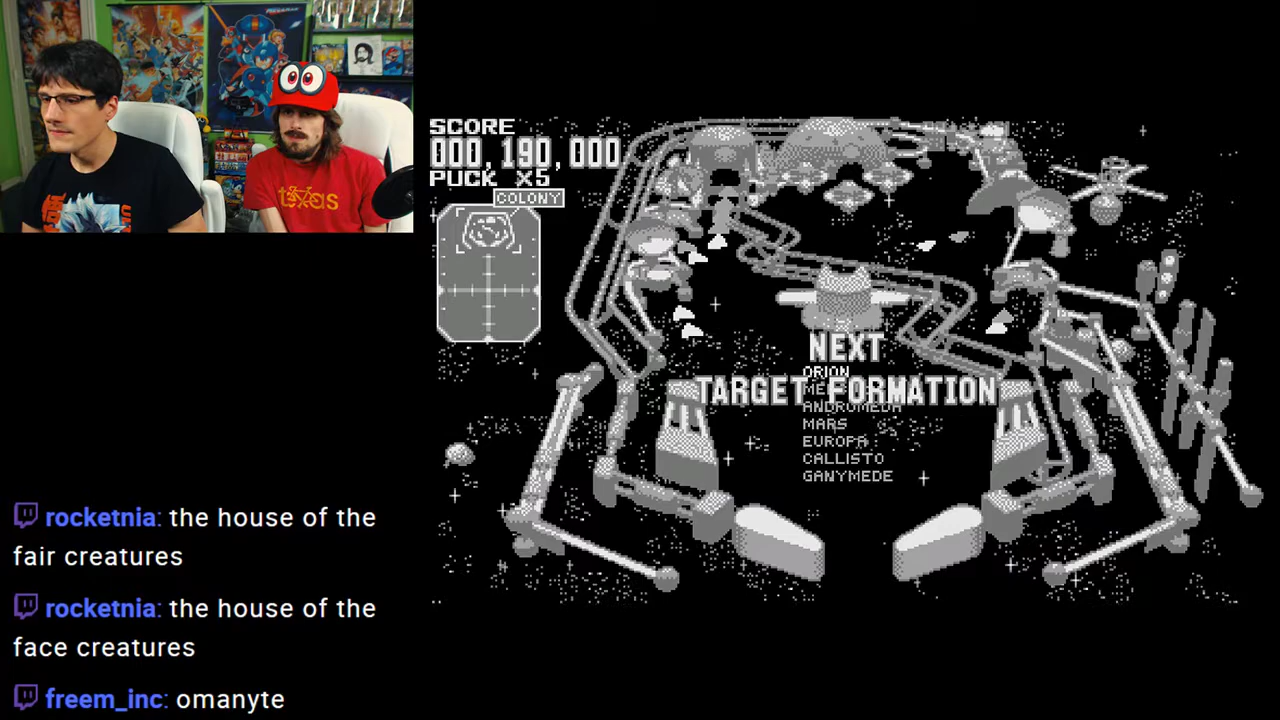 texas
SCORE
000,190,000
PUCK X5
COLONY
NEXT
ORION
TARGET FORMATION
ANDROMEDA
MARS
EUROPA
CALLISTO
GANYMEDE
rocketnia: the house of the
fair creatures
rocketnia: the house of the
face creatures
freem_inc: omanyte